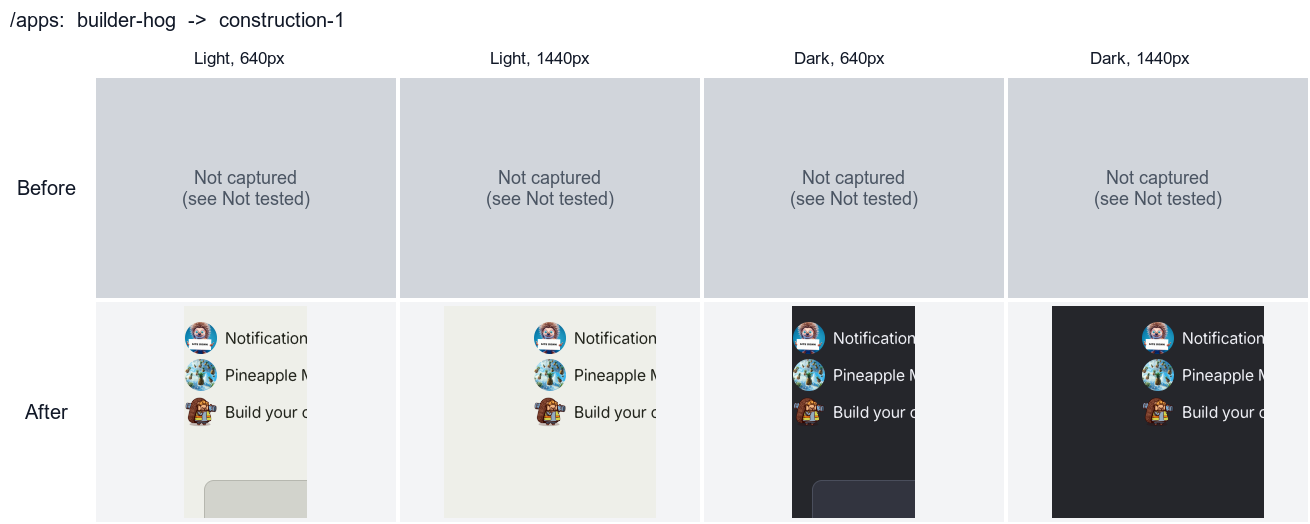 /apps: builder-hog -> construction-1
Light, 640px
Light, 1440px
Dark, 640px
Dark, 1440px
Before
Not captured
(see Not tested)
Not captured
(see Not tested)
Not captured
(see Not tested)
Not captured
(see Not tested)
After
Notification
Pineapple M
Build your c
Notification
Pineapple M
Build your c
Notification
Pineapple M
Build your c
Notification
Pineapple M
Build your c